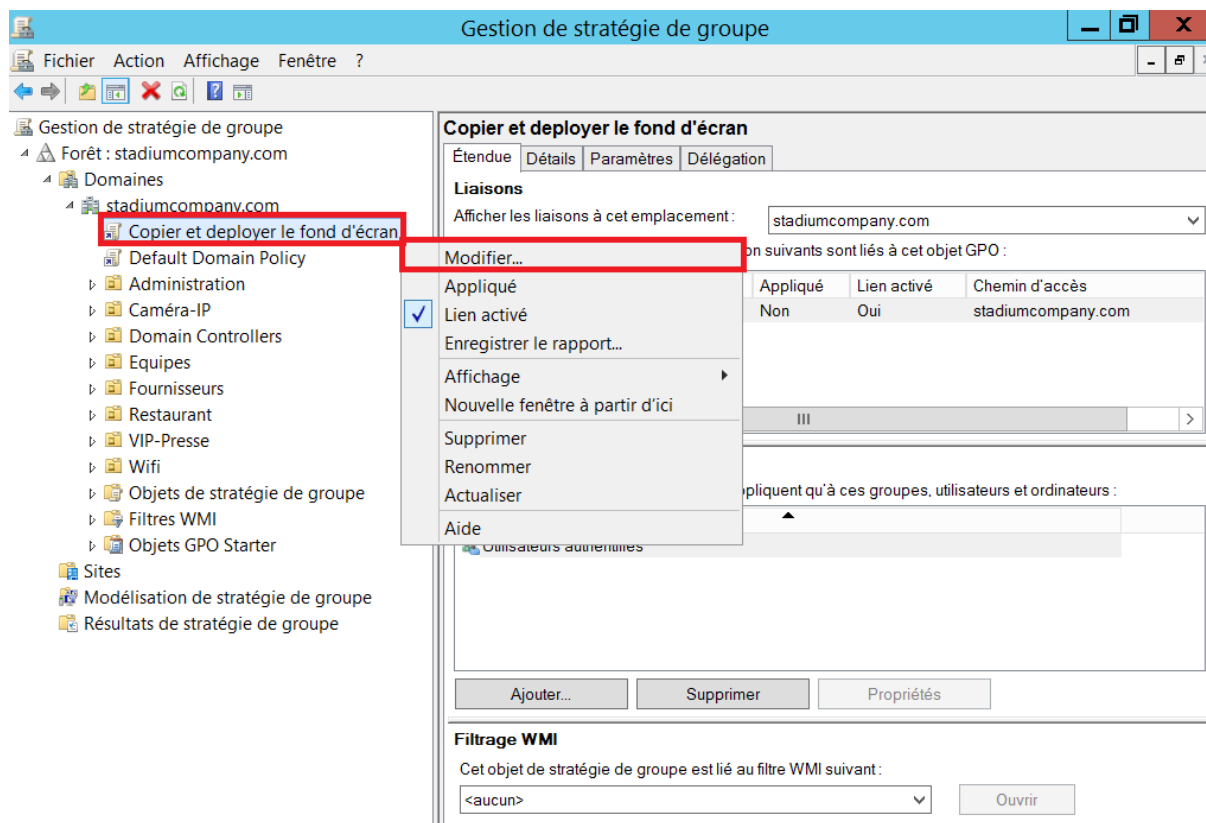 Gestion de stratégie de groupe
Fichier Action Affichage Fenêtre ?
Gestion de stratégie de groupe
Forêt : stadiumcompany.com
Domaines
stadiumcompany.com
Copier et deployer le fond d'écran
Default Domain Policy
Administration
Caméra-IP
Domain Controllers
Equipes
Fournisseurs
Restaurant
VIP-Presse
Wifi
Objets de stratégie de groupe
Filtres WMI
Objets GPO Starter
Sites
Modélisation de stratégie de groupe
Résultats de stratégie de groupe
Modifier...
Appliqué
Lien activé
Enregistrer le rapport...
Affichage
Nouvelle fenêtre à partir d'ici
Supprimer
Renommer
Actualiser
Aide
Copier et deployer le fond d'écran
Étendue Détails Paramètres Délégation
Liaisons
Afficher les liaisons à cet emplacement : stadiumcompany.com
on suivants sont liés à cet objet GPO :
Appliqué Lien activé Chemin d'accès
Non Oui stadiumcompany.com
ppliquent qu'à ces groupes, utilisateurs et ordinateurs :
Utilisateurs authentifiés
Ajouter... Supprimer Propriétés
Filtrage WMI
Cet objet de stratégie de groupe est lié au filtre WMI suivant :
<aucun> Ouvrir